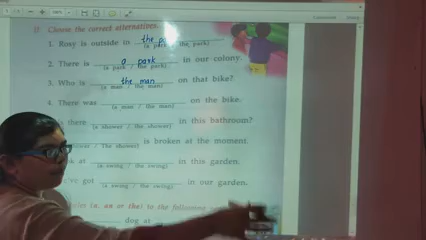 Choose the correct alternatives.
1. Rosy is outside to the
(a park / the park)
2. There is a park in our colony.
(a park / the park)
3. Who is the man on that bike?
(a man / the man)
4. There was on the bike.
(a man / the man)
there in this bathroom?
(a shower / the shower)
The shower) is broken at the moment.
at in this garden.
(a swing / the swing)
got in our garden.
(a swing / the swing)
(a, an or the) to the following
dog at